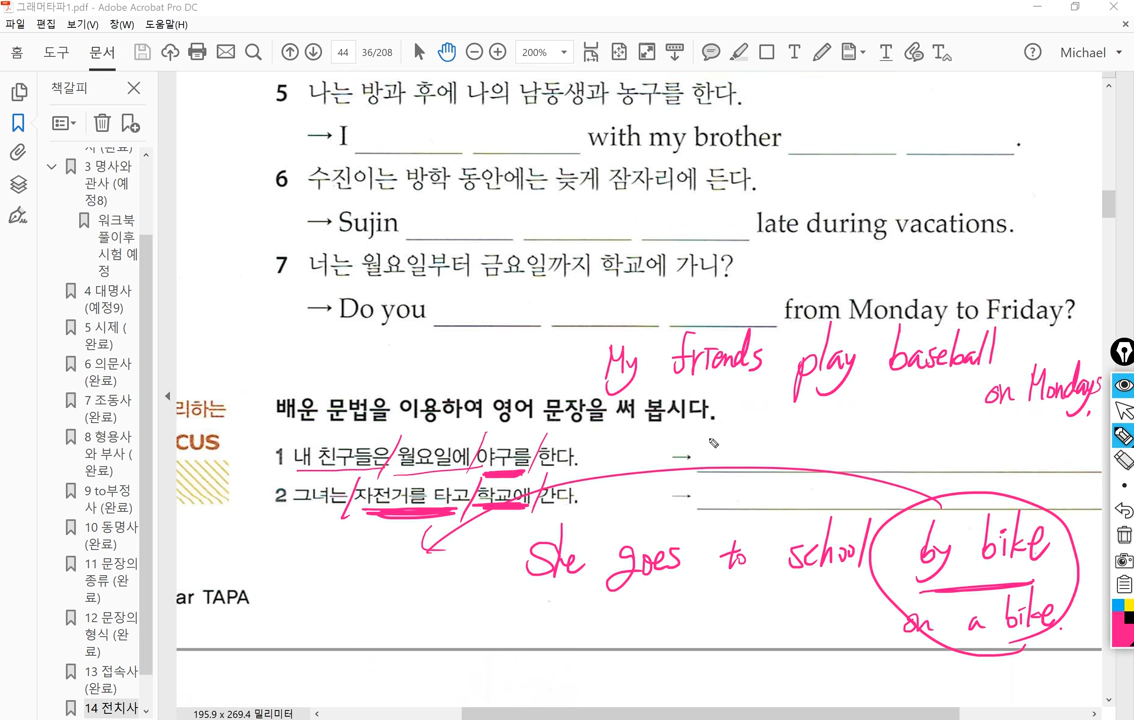 그래머타파1.pdf - Adobe Acrobat Pro DC
파일 편집 보기(V) 창(W) 도움말(H)
홈 도구 문서 44 36/208 200% Michael
책갈피
5 나는 방과 후에 나의 남동생과 농구를 한다.
→ I with my brother .
6 수진이는 방학 동안에는 늦게 잠자리에 든다.
→ Sujin late during vacations.
7 너는 월요일부터 금요일까지 학교에 가니?
→ Do you from Monday to Friday?
My friends play baseball
on Mondays.
리하는
CUS
배운 문법을 이용하여 영어 문장을 써 봅시다.
1 내 친구들은 월요일에 야구를 한다. →
2 그녀는 자전거를 타고 학교에 간다. →
She goes to school by bike
on a bike.
ar TAPA
3 명사와
관사 (예
정8)
워크북
풀이후
시험 예
정
4 대명사
(예정9)
5 시제 (
완료)
6 의문사
(완료)
7 조동사
(완료)
8 형용사
와 부사 (
완료)
9 to부정
사 (완료)
10 동명사
(완료)
11 문장의
종류 (완
료)
12 문장의
형식 (완
료)
13 접속사
(완료)
14 전치사
195.9 x 269.4 밀리미터